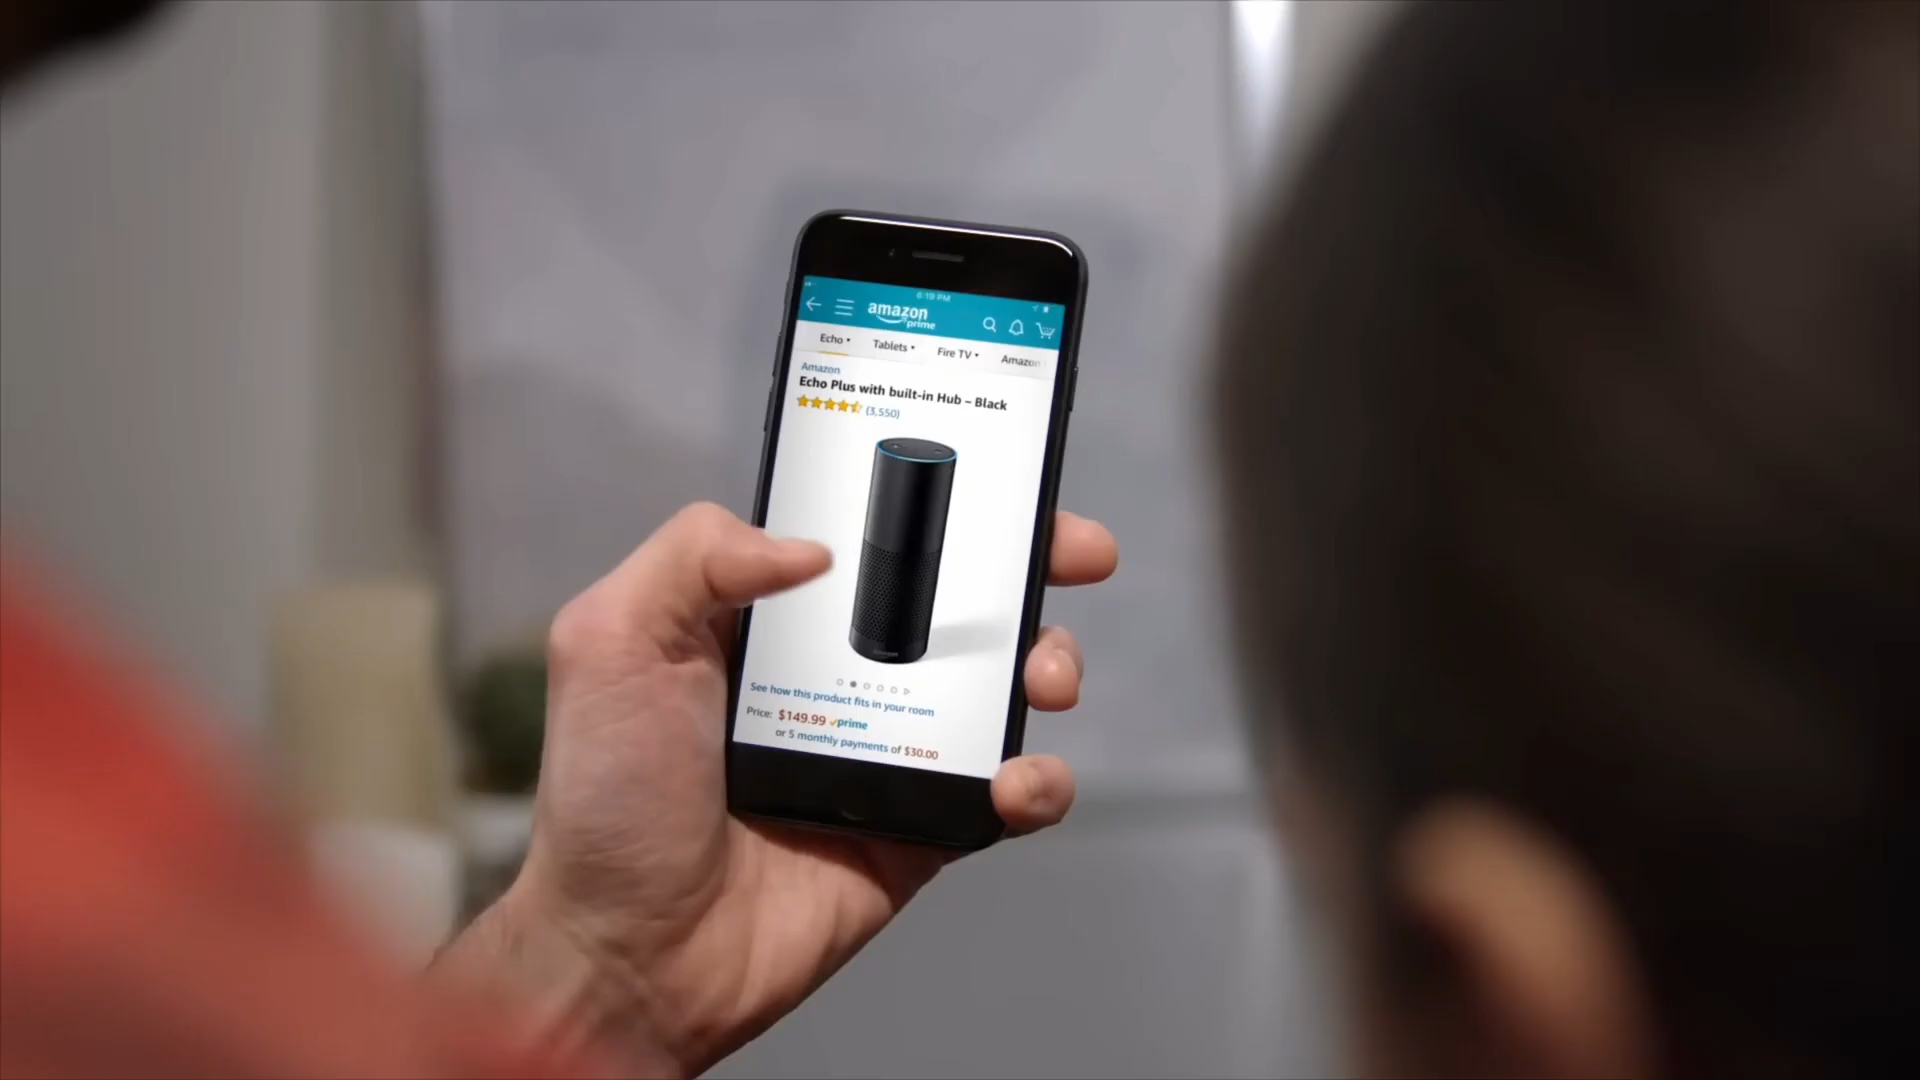 6:19 PM
amazon
prime
Echo Tablets Fire TV Amazon
Amazon
Echo Plus with built-in Hub – Black
(3,550)
See how this product fits in your room
Price: $149.99 prime
or 5 monthly payments of $30.00